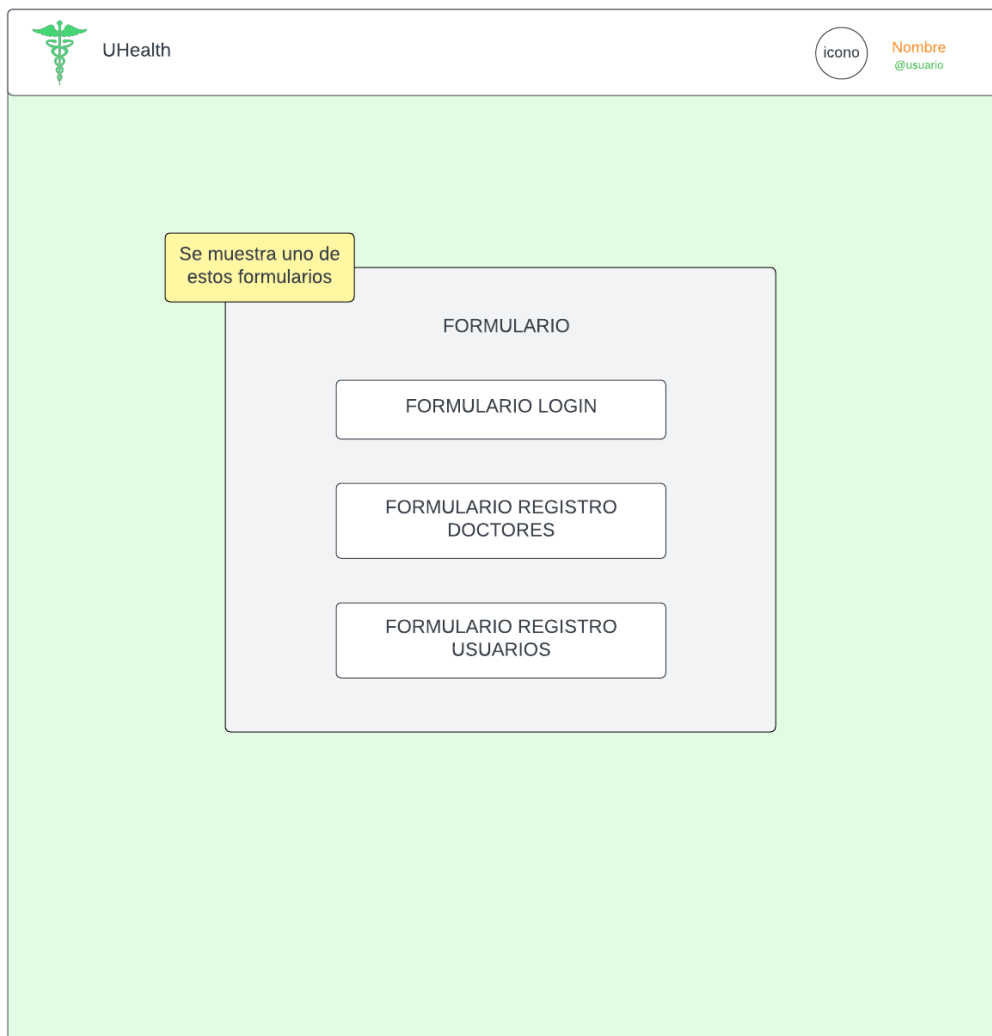 UHealth
icono
Nombre
@usuario
Se muestra uno de
estos formularios
FORMULARIO
FORMULARIO LOGIN
FORMULARIO REGISTRO
DOCTORES
FORMULARIO REGISTRO
USUARIOS